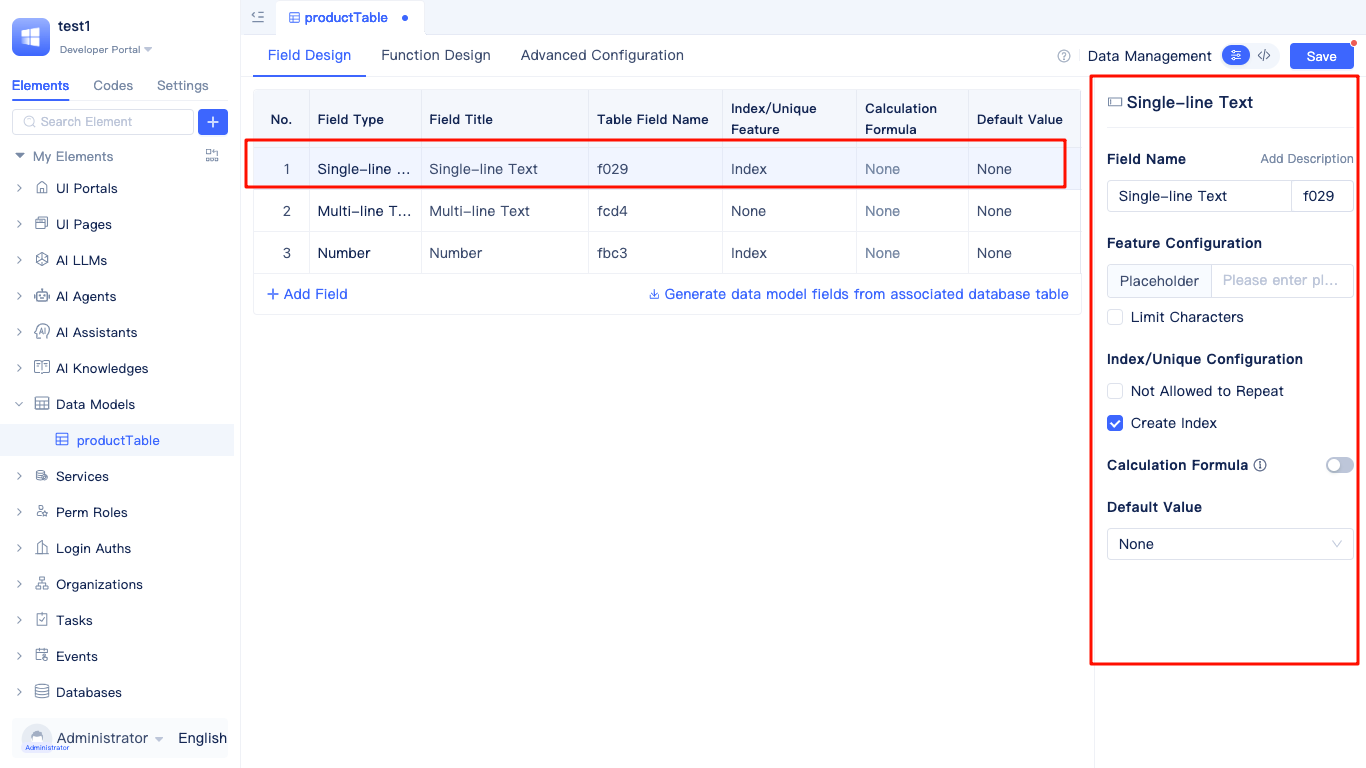 test1
Developer Portal
Elements Codes Settings
Search Element
My Elements
UI Portals
UI Pages
AI LLMs
AI Agents
AI Assistants
AI Knowledges
Data Models
productTable
Services
Perm Roles
Login Auths
Organizations
Tasks
Events
Databases
Administrator
Administrator
English
productTable
Field Design Function Design Advanced Configuration
Data Management
Save
No. Field Type Field Title Table Field Name Index/Unique Feature Calculation Formula Default Value
1 Single-line ... Single-line Text f029 Index None None
2 Multi-line T... Multi-line Text fcd4 None None None
3 Number Number fbc3 Index None None
+ Add Field
Generate data model fields from associated database table
Single-line Text
Field Name Add Description
Single-line Text f029
Feature Configuration
Placeholder Please enter pl...
Limit Characters
Index/Unique Configuration
Not Allowed to Repeat
Create Index
Calculation Formula
Default Value
None